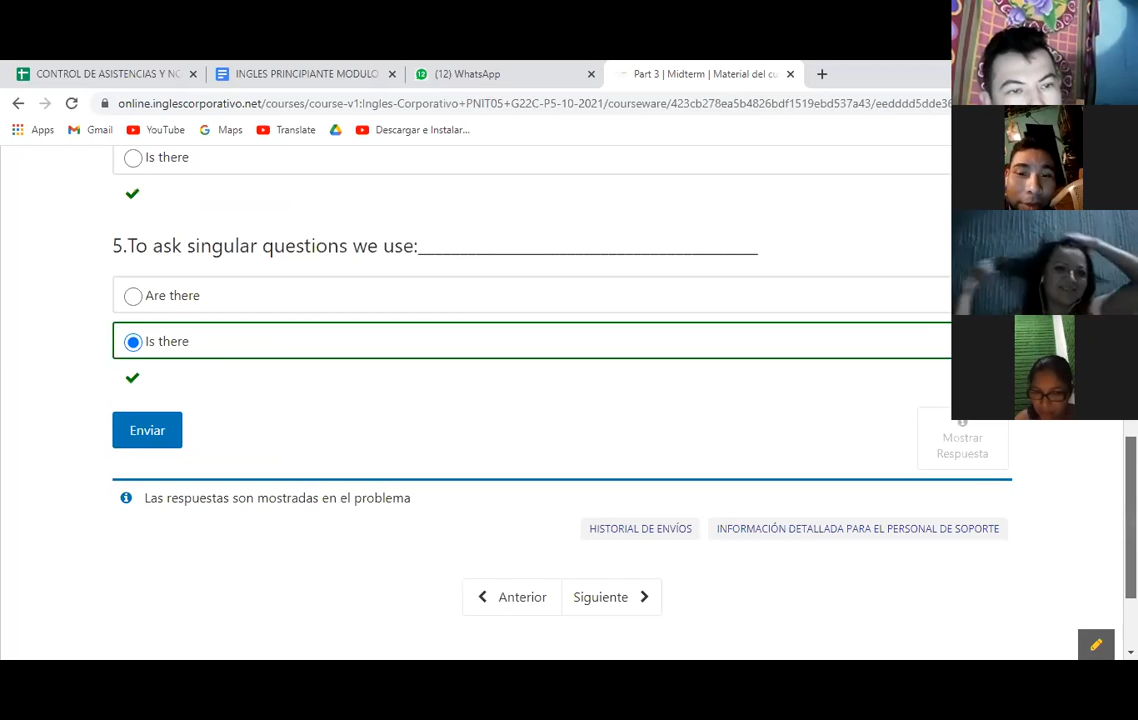 CONTROL DE ASISTENCIAS Y NO
INGLES PRINCIPIANTE MODULO
(12) WhatsApp
Part 3 | Midterm | Material del cu
online.inglescorporativo.net/courses/course-v1:Ingles-Corporativo+PNIT05+G22C-P5-10-2021/courseware/423cb278ea5b4826bdf1519ebd537a43/eedddd5dde36
Apps
Gmail
YouTube
Maps
Translate
Descargar e Instalar...
Is there
5.To ask singular questions we use:
Are there
Is there
Enviar
Mostrar
Respuesta
Las respuestas son mostradas en el problema
HISTORIAL DE ENVÍOS
INFORMACIÓN DETALLADA PARA EL PERSONAL DE SOPORTE
Anterior
Siguiente